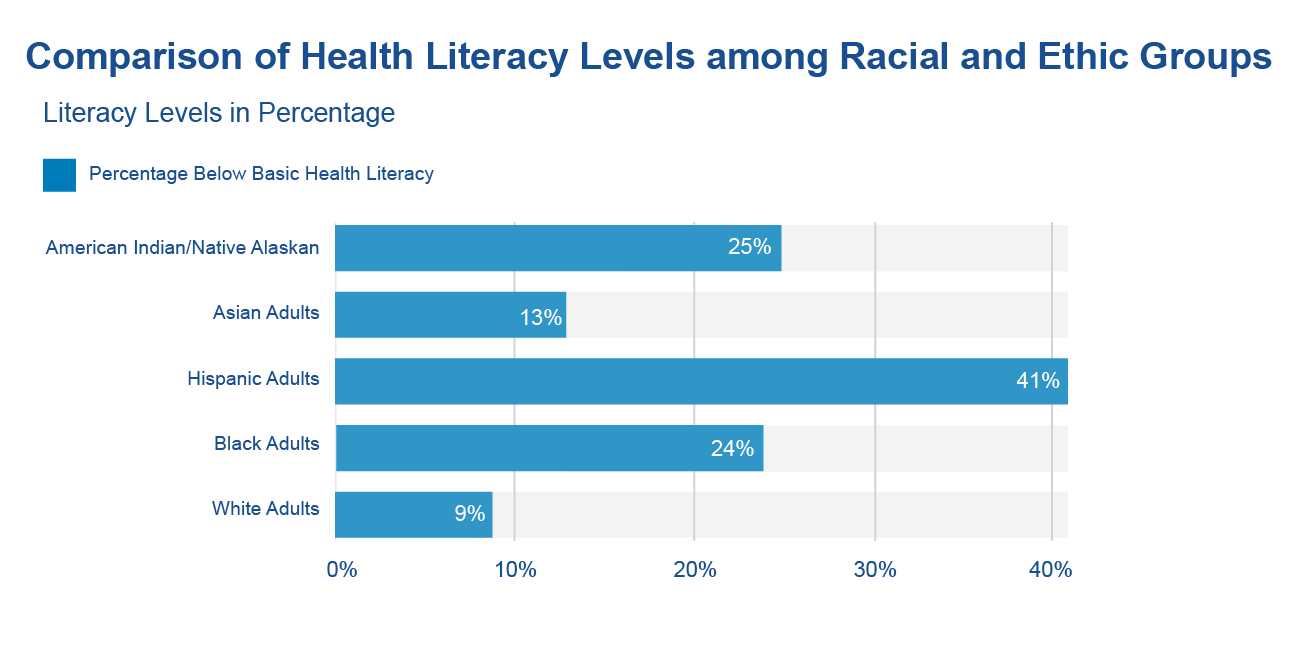 Comparison of Health Literacy Levels among Racial and Ethic Groups
Literacy Levels in Percentage
Percentage Below Basic Health Literacy
American Indian/Native Alaskan 25%
Asian Adults 13%
Hispanic Adults 41%
Black Adults 24%
White Adults 9%
0% 10% 20% 30% 40%